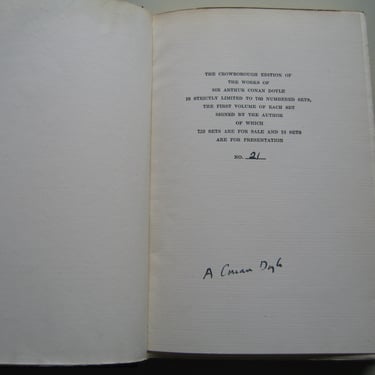 THE CROWBOROUGH EDITION OF
THE WORKS OF
SIR ARTHUR CONAN DOYLE
IS STRICTLY LIMITED TO 760 NUMBERED SETS,
THE FIRST VOLUME OF EACH SET
SIGNED BY THE AUTHOR
OF WHICH
725 SETS ARE FOR SALE AND 35 SETS
ARE FOR PRESENTATION
NO. 21
A Conan Doyle